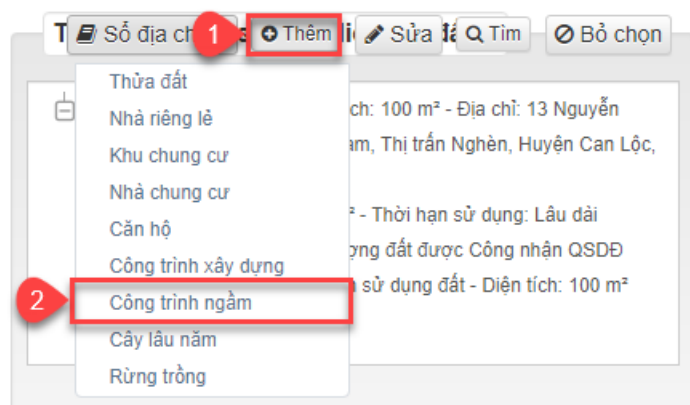 T Sổ địa ch 1 Thêm Sửa Tìm Bỏ chọn
Thửa đất
Nhà riêng lẻ
Khu chung cư
Nhà chung cư
Căn hộ
Công trình xây dựng
2 Công trình ngầm
Cây lâu năm
Rừng trồng
ch: 100 m² - Địa chỉ: 13 Nguyễn
am, Thị trấn Nghèn, Huyện Can Lộc,
² - Thời hạn sử dụng: Lâu dài
ợng đất được Công nhận QSDĐ
sử dụng đất - Diện tích: 100 m²